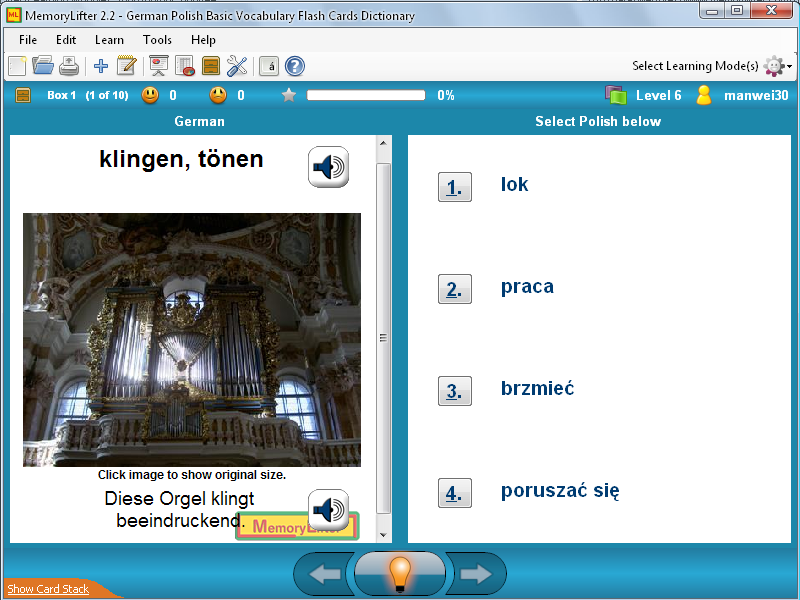 MemoryLifter 2.2 - German Polish Basic Vocabulary Flash Cards Dictionary
File Edit Learn Tools Help
á ? Select Learning Mode(s)
Box 1 (1 of 10) 0 0 0% Level 6 manwei30
German
Select Polish below
klingen, tönen
Click image to show original size.
Diese Orgel klingt
beeindruckend.
MemoryLifter
1. lok
2. praca
3. brzmieć
4. poruszać się
Show Card Stack